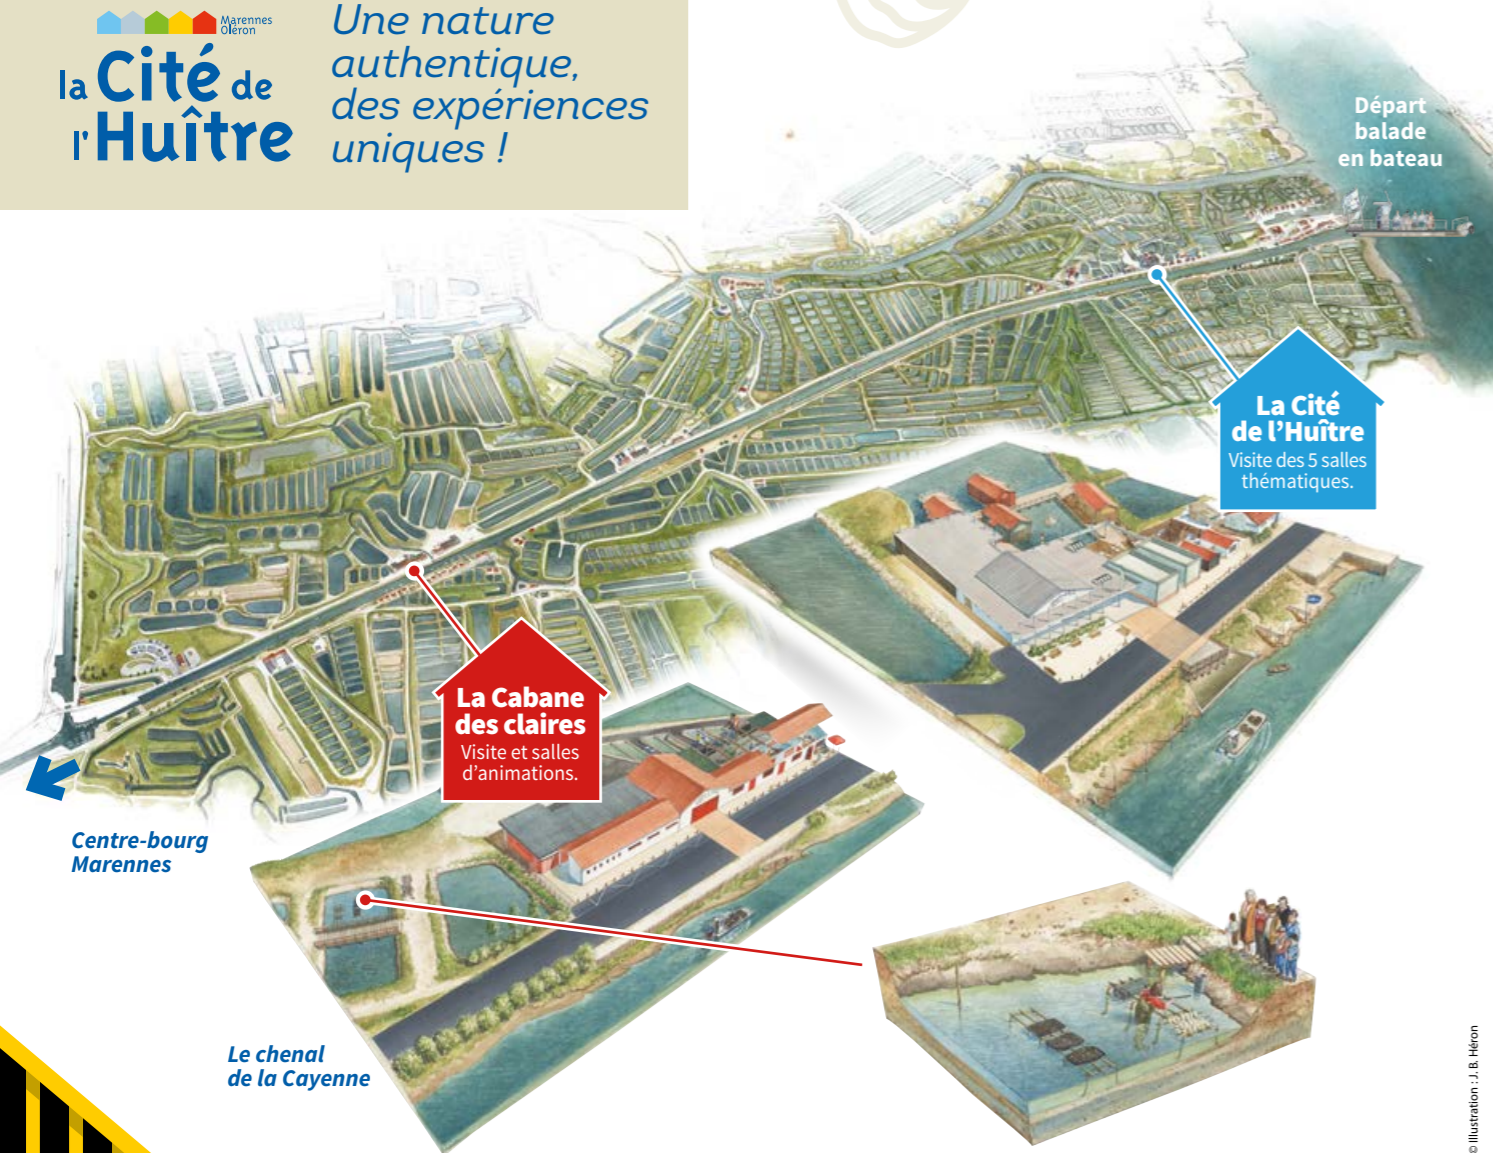 Marennes
Oléron
la Cité de
l'Huître
Une nature
authentique,
des expériences
uniques !
Départ
balade
en bateau
La Cité
de l’Huître
Visite des 5 salles
thématiques.
La Cabane
des claires
Visite et salles
d’animations.
Centre-bourg
Marennes
Le chenal
de la Cayenne
© Illustration : J. B. Héron